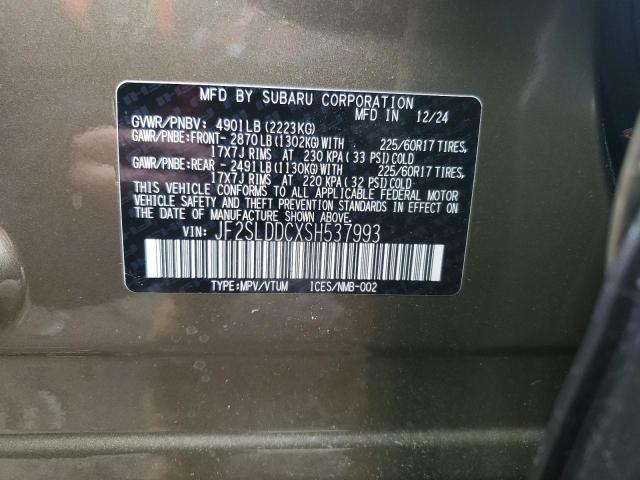 MFD BY SUBARU CORPORATION
MFD IN 12/24
GVWR/PNBV: 4901LB(2223KG)
GAWR/PNBE:FRONT- 2870LB(1302KG)WITH 225/60R17 TIRES,
17X7J RIMS AT 230 KPA( 33 PSI)COLD
GAWR/PNBE:REAR -2491LB(1130KG)WITH 225/60R17 TIRES,
17X7J RIMS AT 220 KPA( 32 PSI)COLD
THIS VEHICLE CONFORMS TO ALL APPLICABLE FEDERAL MOTOR
VEHICLE SAFETY AND THEFT PREVENTION STANDARDS IN EFFECT
ON THE DATE OF MANUFACTURE SHOWN ABOVE.
VIN: JF2SLDDCXSH537993
TYPE:MPV/VTUM ICES/NMB-002